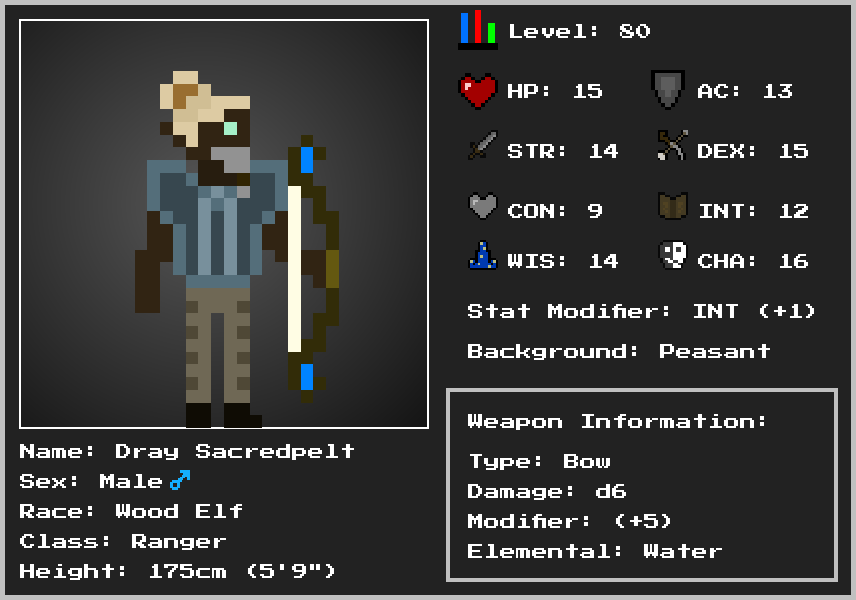 Level: 80
HP: 15
AC: 13
STR: 14
DEX: 15
CON: 9
INT: 12
WIS: 14
CHA: 16
Stat Modifier: INT (+1)
Background: Peasant
Weapon Information:
Type: Bow
Damage: d6
Modifier: (+5)
Elemental: Water
Name: Dray Sacredpelt
Sex: Male♂
Race: Wood Elf
Class: Ranger
Height: 175cm (5'9")